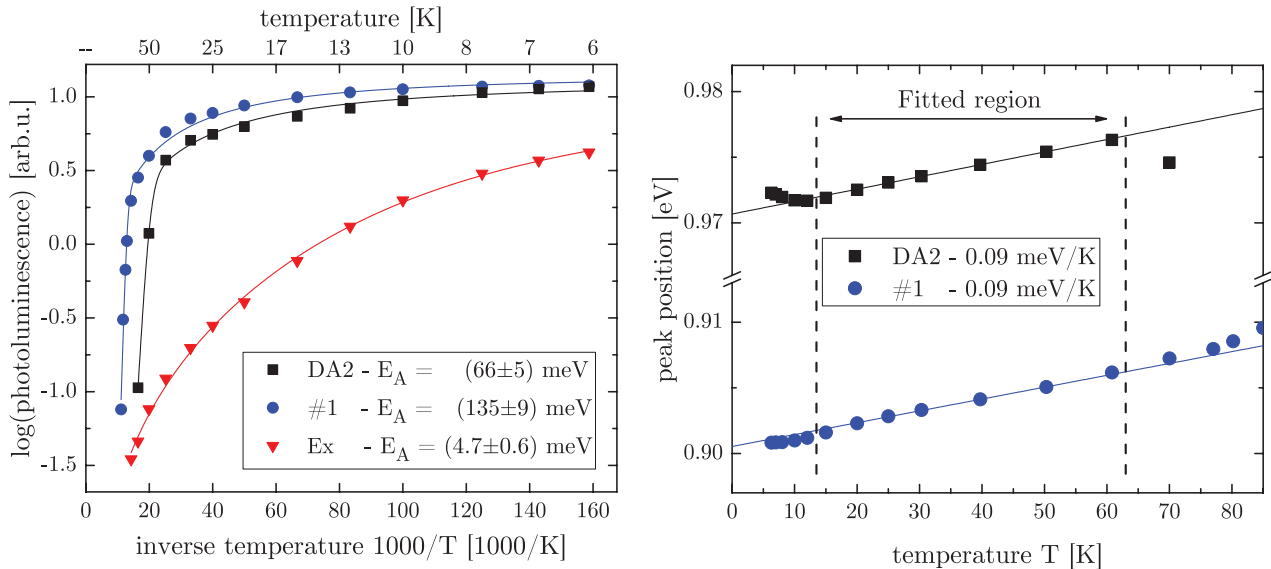 temperature [K]
-- 50 25 17 13 10 8 7 6
log(photoluminescence) [arb.u.]
1.0
0.5
0.0
-0.5
-1.0
-1.5
DA2 - E_A = (66±5) meV
#1 - E_A = (135±9) meV
Ex - E_A = (4.7±0.6) meV
0 20 40 60 80 100 120 140 160
inverse temperature 1000/T [1000/K]
peak position [eV]
0.98
0.97
0.91
0.90
Fitted region
DA2 - 0.09 meV/K
#1 - 0.09 meV/K
0 10 20 30 40 50 60 70 80
temperature T [K]